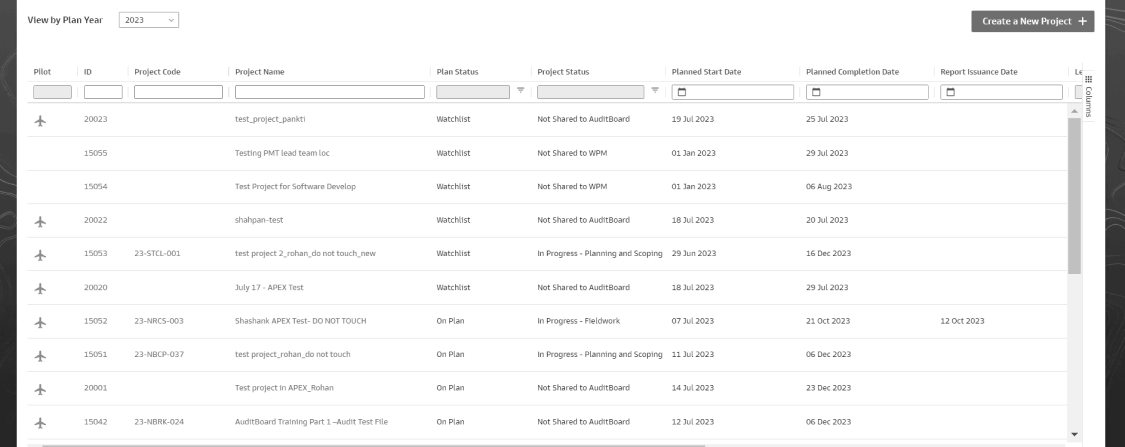 View by Plan Year 2023 Create a New Project +
Pilot ID Project Code Project Name Plan Status Project Status Planned Start Date Planned Completion Date Report Issuance Date Le
Columns
20023 test_project_pankti Watchlist Not Shared to AuditBoard 19 Jul 2023 25 Jul 2023
15055 Testing PMT lead team loc Watchlist Not Shared to WPM 01 Jan 2023 29 Jul 2023
15054 Test Project for Software Develop Watchlist Not Shared to WPM 01 Jan 2023 06 Aug 2023
20022 shahpan-test Watchlist Not Shared to AuditBoard 18 Jul 2023 20 Jul 2023
15053 23-STCL-001 test project 2_rohan_do not touch_new Watchlist In Progress - Planning and Scoping 29 Jun 2023 16 Dec 2023
20020 July 17 - APEX Test Watchlist Not Shared to AuditBoard 18 Jul 2023 29 Jul 2023
15052 23-NRCS-003 Shashank APEX Test- DO NOT TOUCH On Plan In Progress - Fieldwork 07 Jul 2023 21 Oct 2023 12 Oct 2023
15051 23-NBCP-037 test project_rohan_do not touch On Plan In Progress - Planning and Scoping 11 Jul 2023 06 Dec 2023
20001 Test project in APEX_Rohan On Plan Not Shared to AuditBoard 14 Jul 2023 23 Dec 2023
15042 23-NBRK-024 AuditBoard Training Part 1 –Audit Test File On Plan Not Shared to AuditBoard 12 Jul 2023 06 Dec 2023